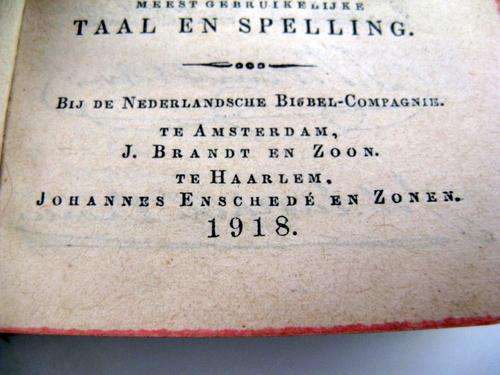 MEEST GEBRUIKELIJKE
TAAL EN SPELLING.
BIJ DE NEDERLANDSCHE BIJBEL-COMPAGNIE.
TE AMSTERDAM,
J. BRANDT EN ZOON.
TE HAARLEM,
JOHANNES ENSCHEDÉ EN ZONEN.
1918.